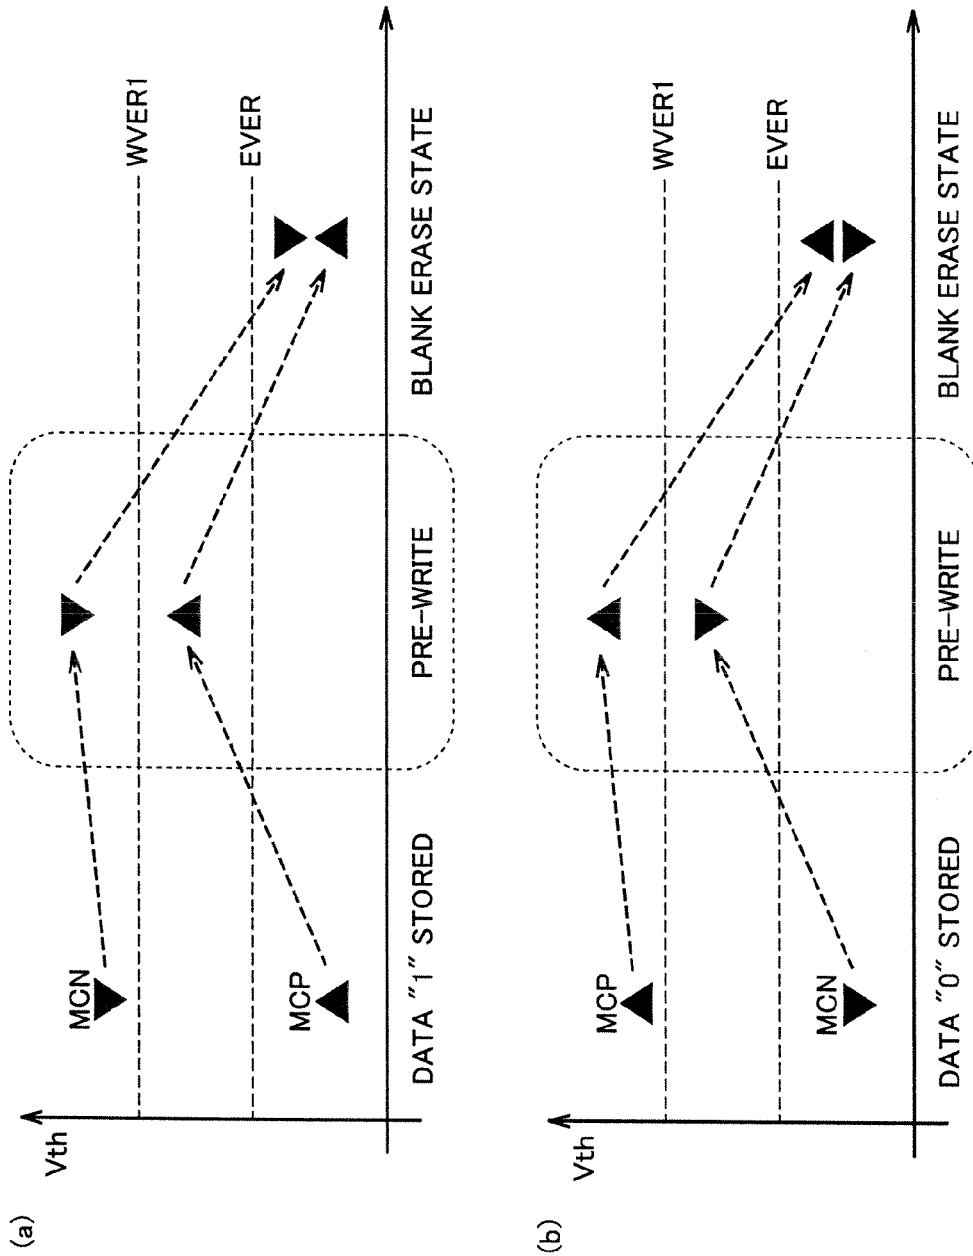 (a)
Vth
WVER1
EVER
MCN
MCP
DATA "1" STORED
PRE-WRITE
BLANK ERASE STATE
(b)
Vth
WVER1
EVER
MCP
MCN
DATA "0" STORED
PRE-WRITE
BLANK ERASE STATE